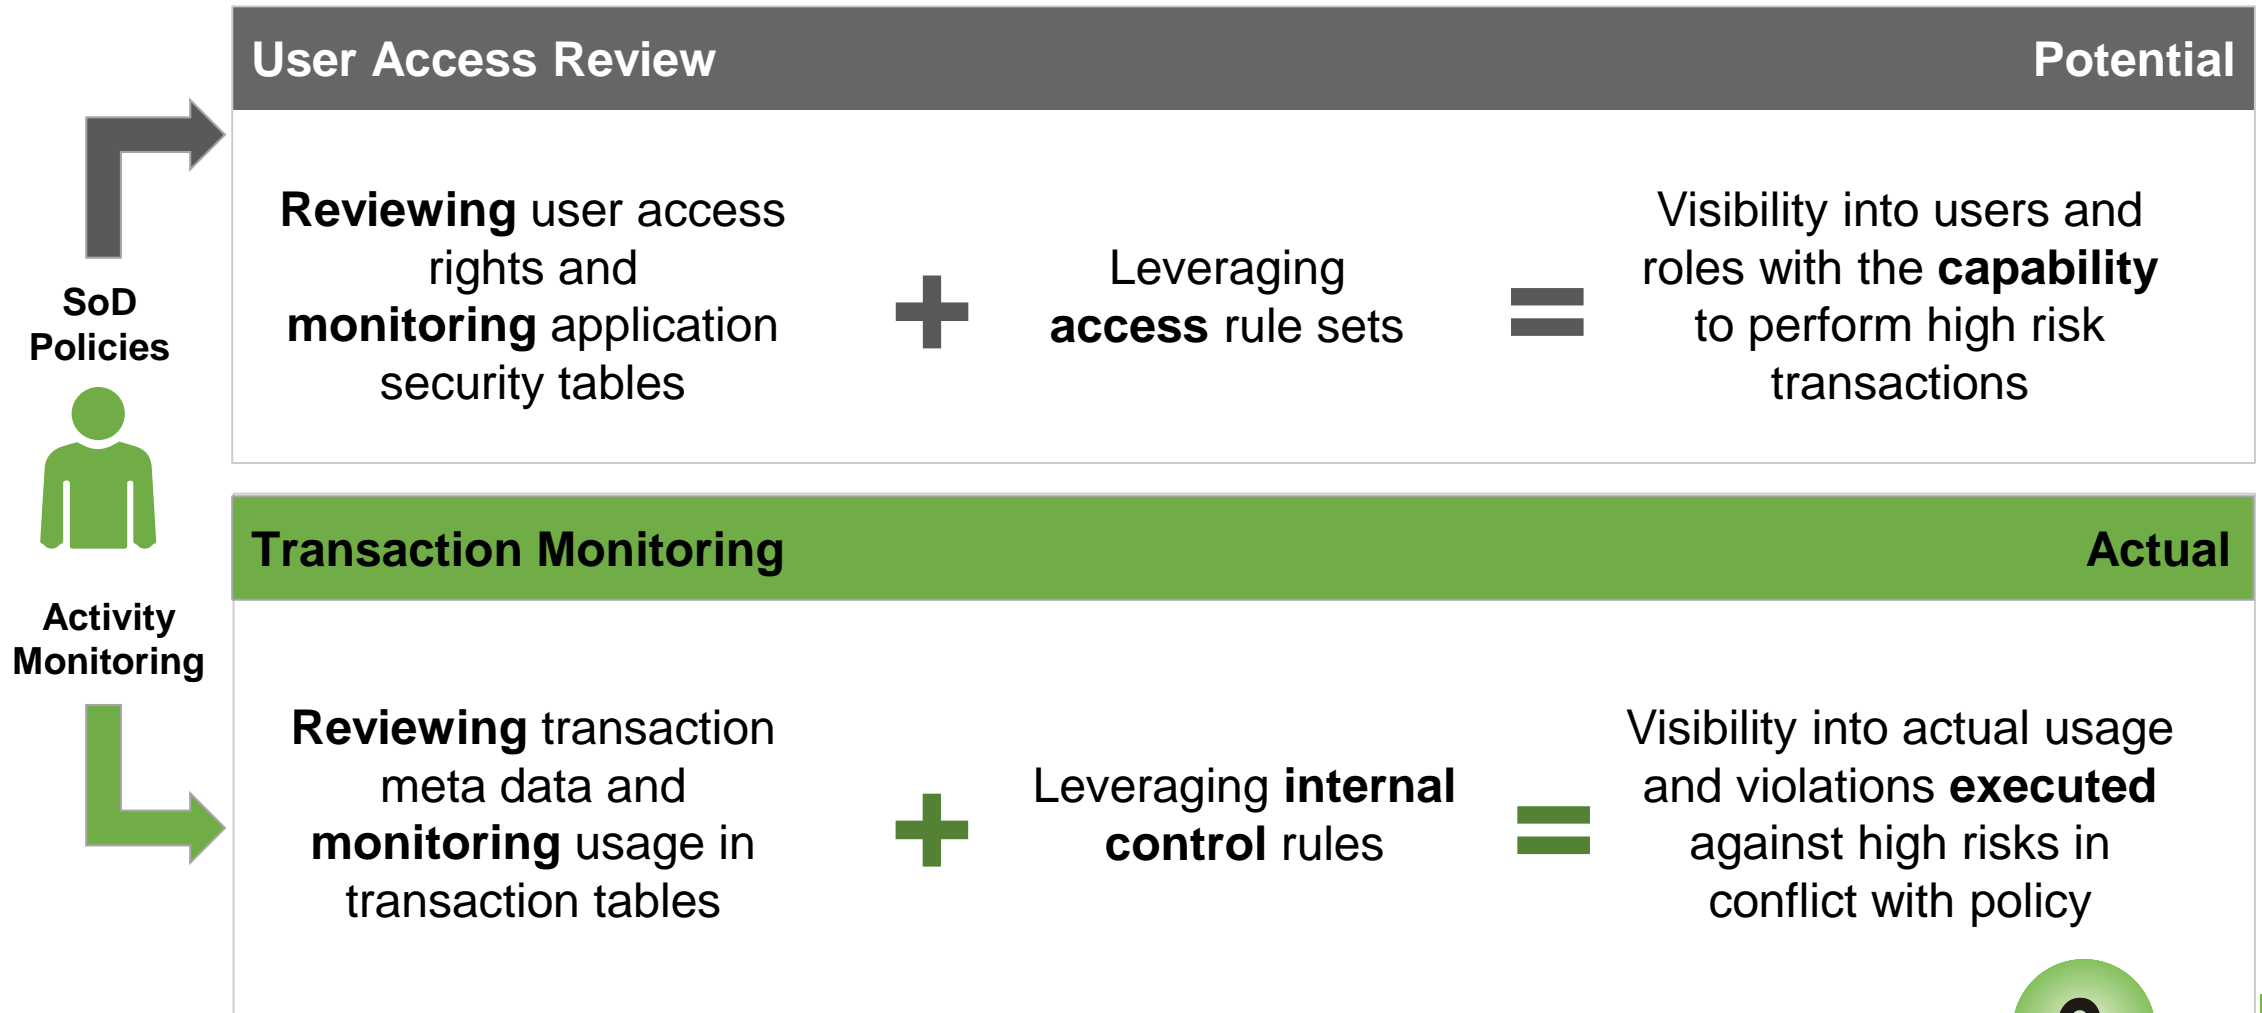 User Access Review Potential
Reviewing user access
rights and
monitoring application
security tables
Leveraging
access rule sets
Visibility into users and
roles with the capability
to perform high risk
transactions
SoD
Policies
Transaction Monitoring Actual
Activity
Monitoring
Reviewing transaction
meta data and
monitoring usage in
transaction tables
Leveraging internal
control rules
Visibility into actual usage
and violations executed
against high risks in
conflict with policy